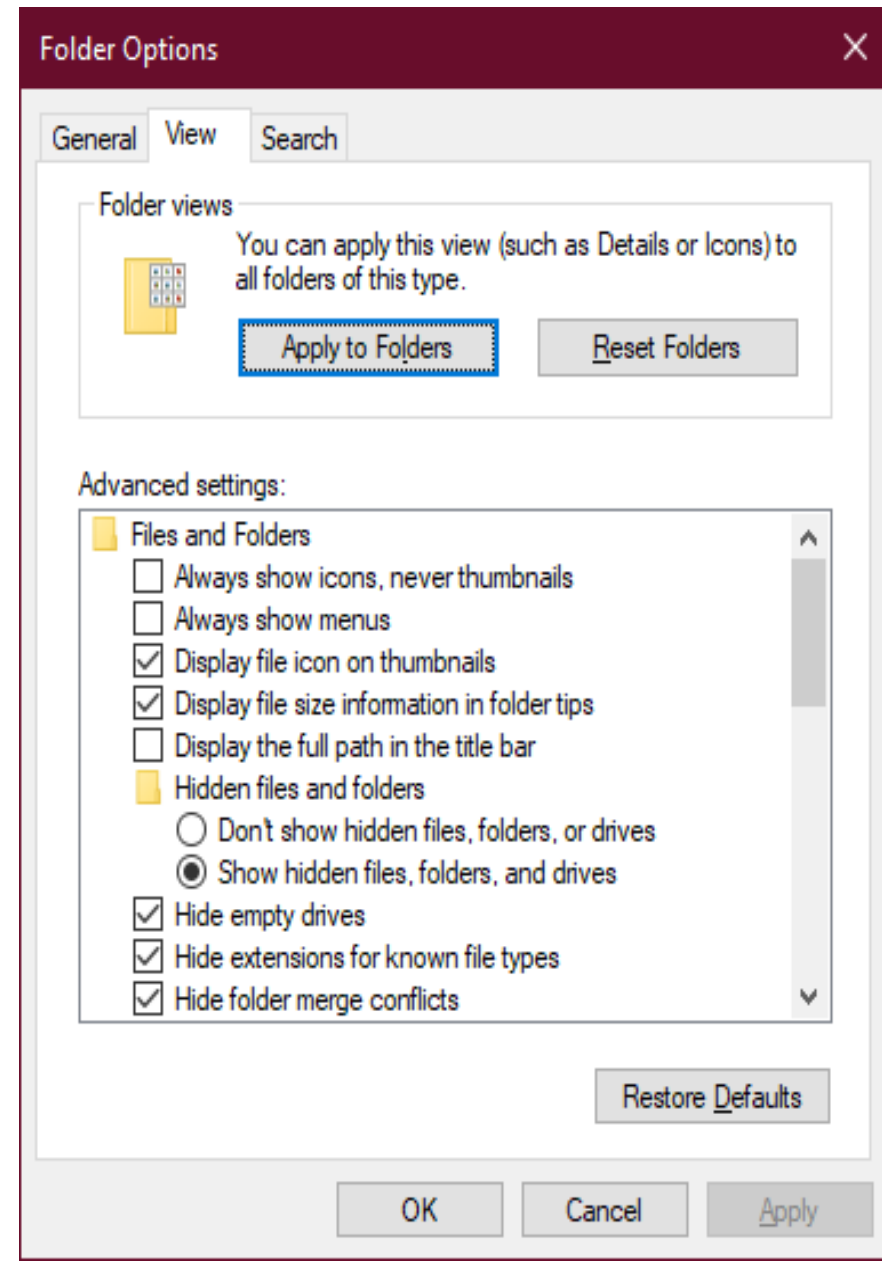 Folder Options
General View Search
Folder views
You can apply this view (such as Details or Icons) to
all folders of this type.
Apply to Folders Reset Folders
Advanced settings:
Files and Folders
Always show icons, never thumbnails
Always show menus
Display file icon on thumbnails
Display file size information in folder tips
Display the full path in the title bar
Hidden files and folders
Don't show hidden files, folders, or drives
Show hidden files, folders, and drives
Hide empty drives
Hide extensions for known file types
Hide folder merge conflicts
Restore Defaults
OK Cancel Apply